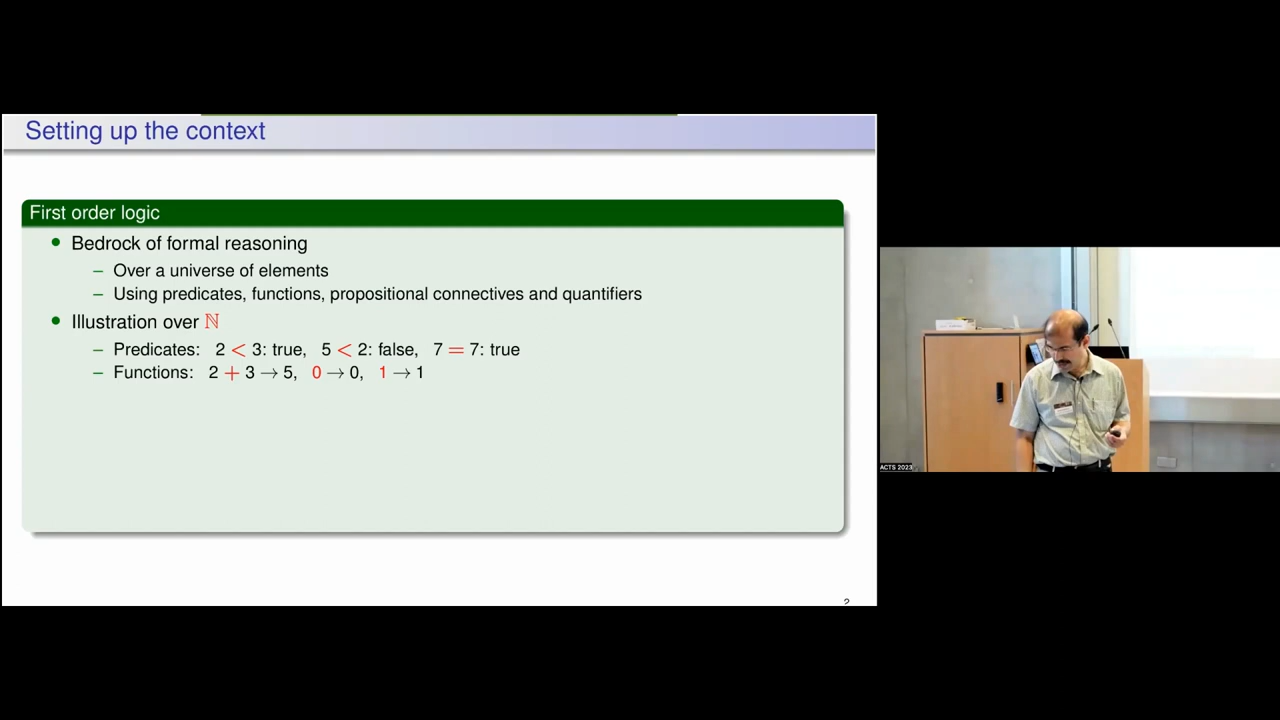 Setting up the context
First order logic
• Bedrock of formal reasoning
– Over a universe of elements
– Using predicates, functions, propositional connectives and quantifiers
• Illustration over ℕ
– Predicates: 2 < 3: true, 5 < 2: false, 7 = 7: true
– Functions: 2 + 3 → 5, 0 → 0, 1 → 1
2
ACTS 2023